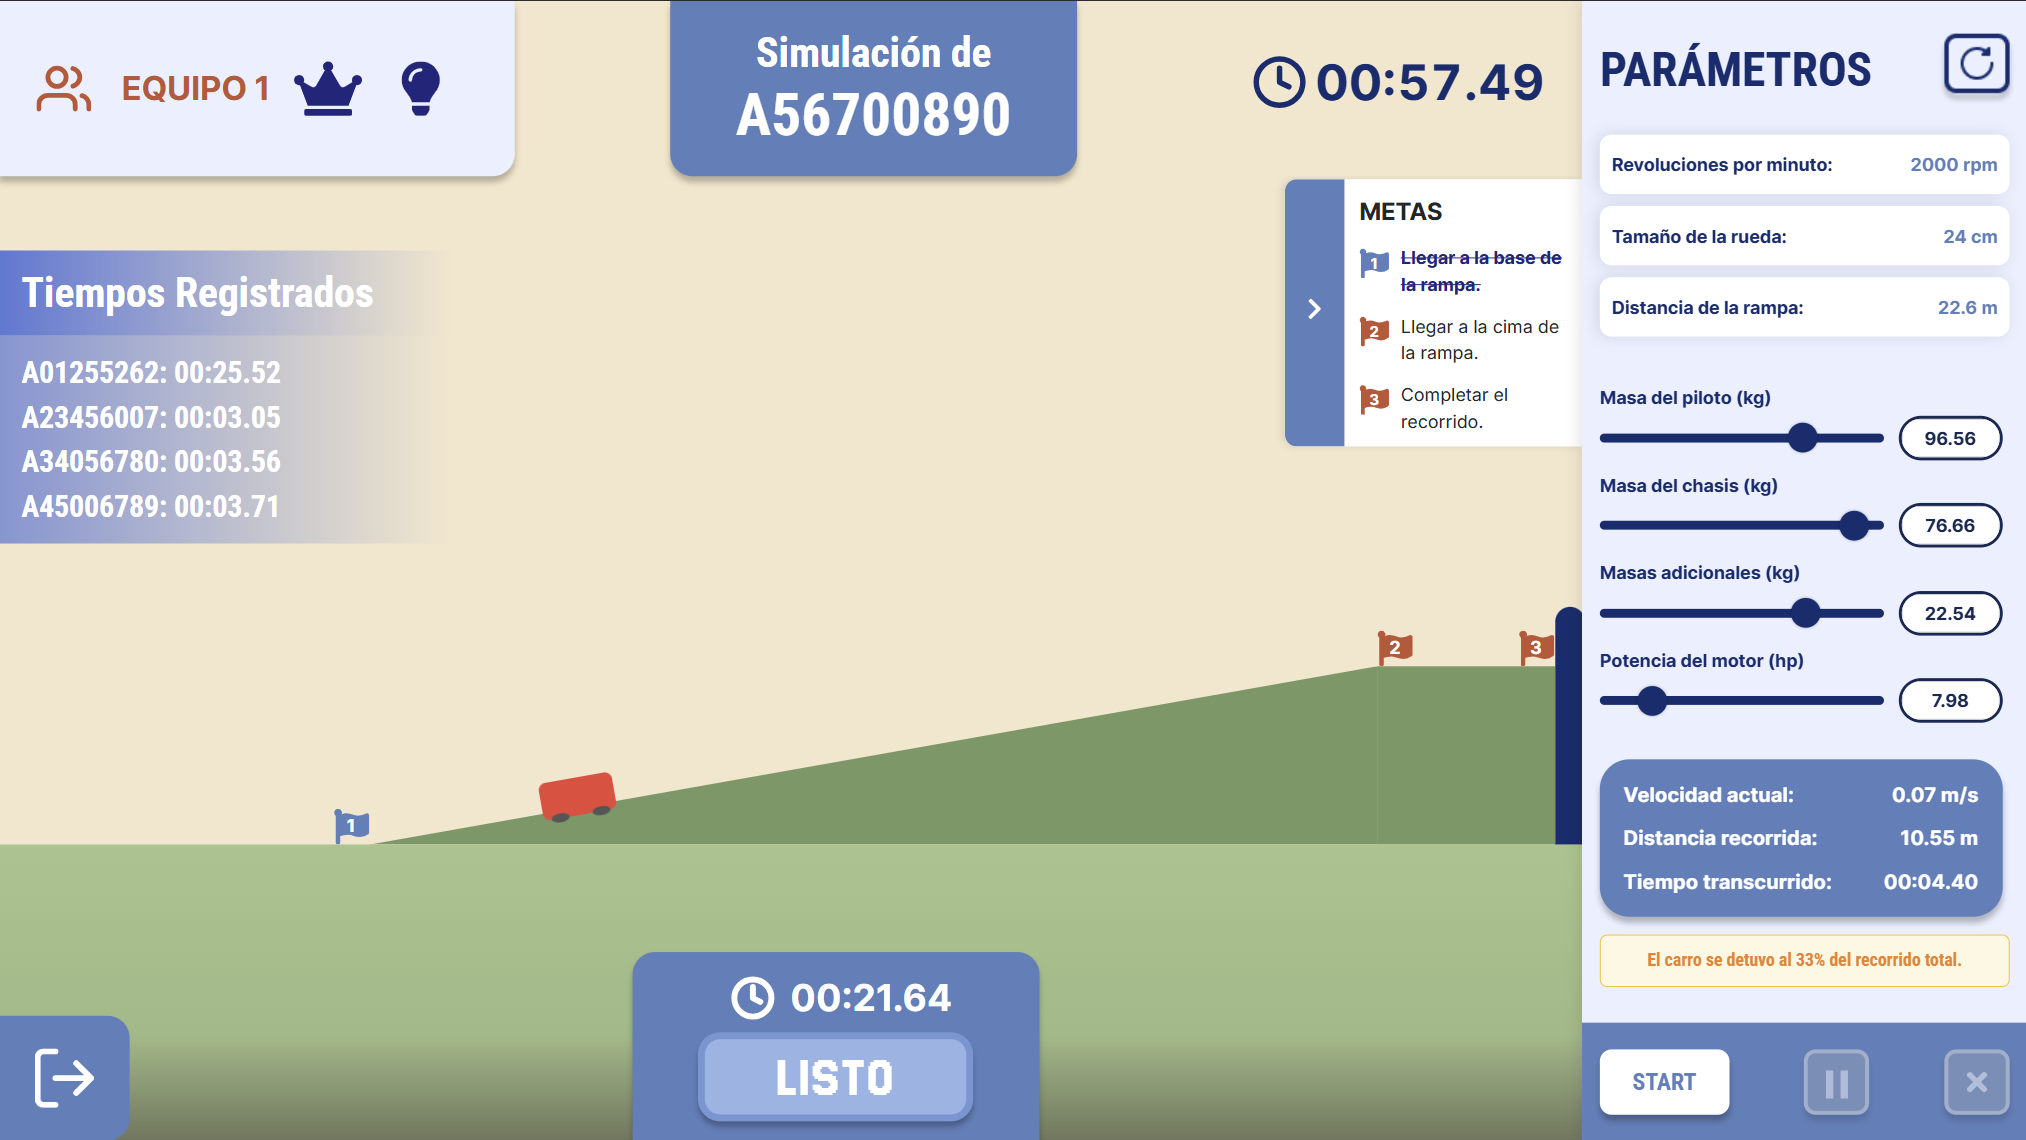 EQUIPO 1
Simulación de
A56700890
00:57.49
Tiempos Registrados
A01255262: 00:25.52
A23456007: 00:03.05
A34056780: 00:03.56
A45006789: 00:03.71
METAS
1 Llegar a la base de
la rampa.
2 Llegar a la cima de
la rampa.
3 Completar el
recorrido.
1
2
3
00:21.64
LISTO
PARÁMETROS
Revoluciones por minuto: 2000 rpm
Tamaño de la rueda: 24 cm
Distancia de la rampa: 22.6 m
Masa del piloto (kg)
96.56
Masa del chasis (kg)
76.66
Masas adicionales (kg)
22.54
Potencia del motor (hp)
7.98
Velocidad actual: 0.07 m/s
Distancia recorrida: 10.55 m
Tiempo transcurrido: 00:04.40
El carro se detuvo al 33% del recorrido total.
START